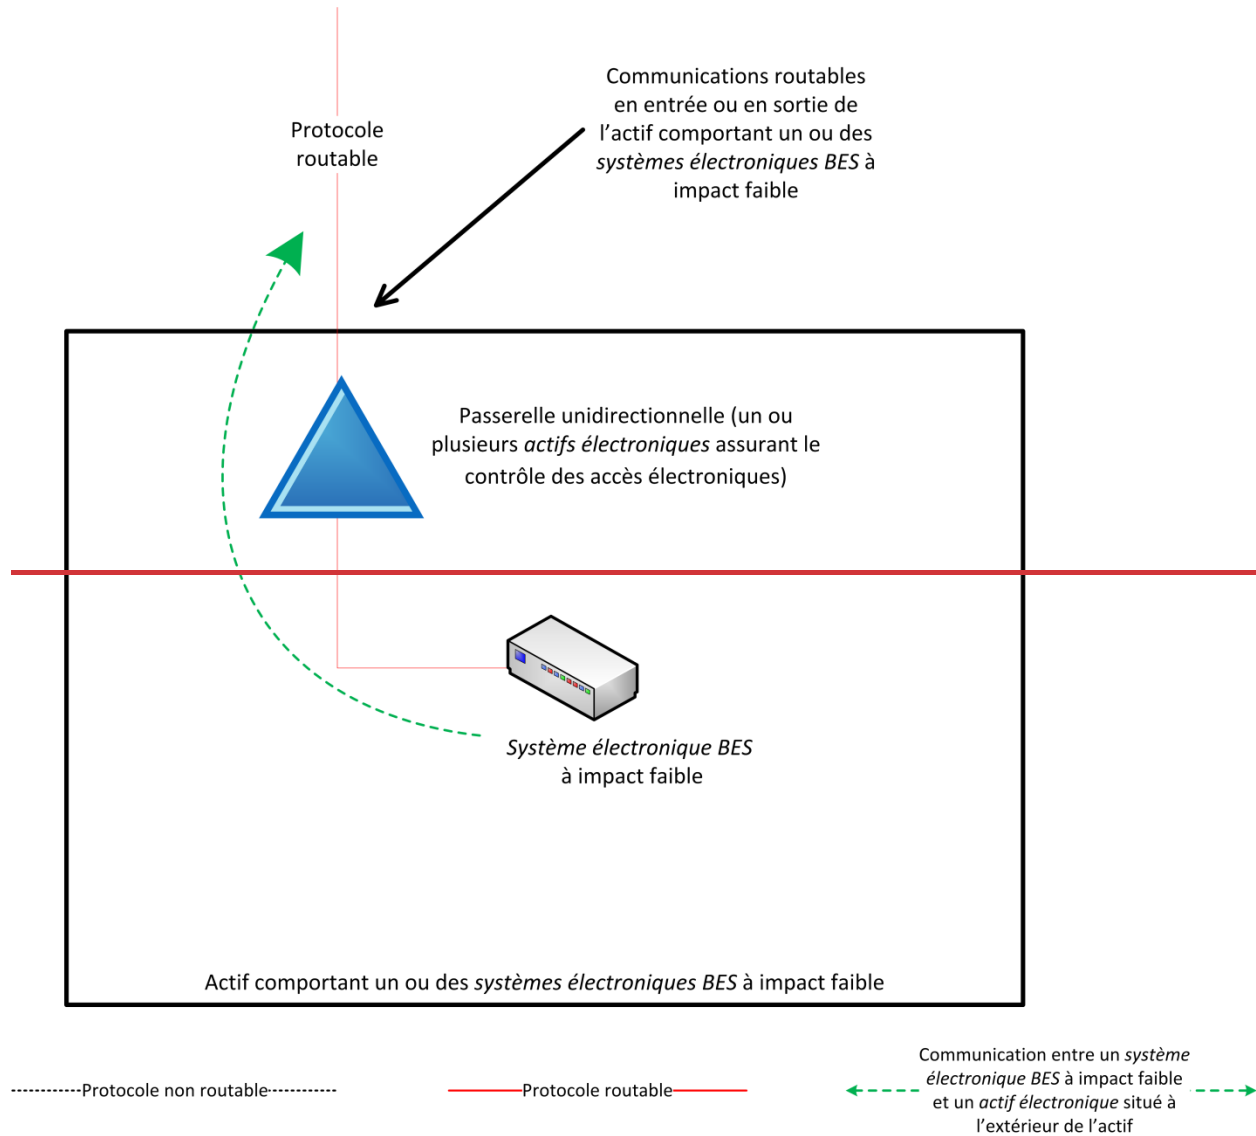 Communications routables
en entrée ou en sortie de
l'actif comportant un ou des
systèmes électroniques BES à
impact faible
Protocole
routable
Passerelle unidirectionnelle (un ou
plusieurs actifs électroniques assurant le
contrôle des accès électroniques)
Système électronique BES
à impact faible
Actif comportant un ou des systèmes électroniques BES à impact faible
Protocole non routable
Protocole routable
Communication entre un système
électronique BES à impact faible
et un actif électronique situé à
l'extérieur de l'actif